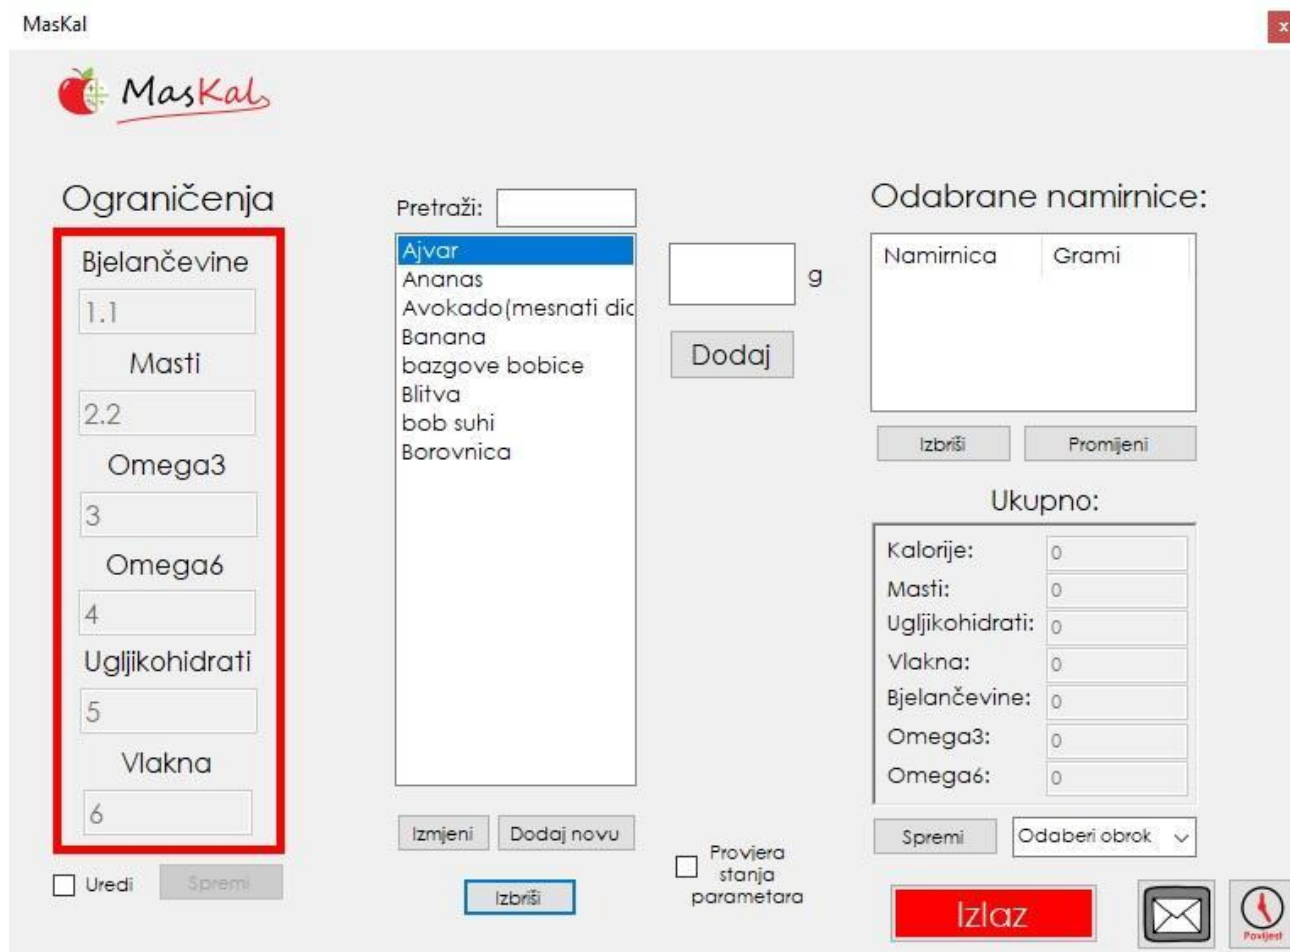 MasKal
x
MasKal
Ograničenja
Bjelančevine
1.1
Masti
2.2
Omega3
3
Omega6
4
Ugljikohidrati
5
Vlakna
6
Uredi
Spremi
Pretraži:
Ajvar
Ananas
Avokado(mesnati dio
Banana
bazgove bobice
Blitva
bob suhi
Borovnica
Izmjeni
Dodaj novu
Izbriši
g
Dodaj
Provjera
stanja
parametara
Odabrane namirnice:
Namirnica Grami
Izbriši
Promijeni
Ukupno:
Kalorije: 0
Masti: 0
Ugljikohidrati: 0
Vlakna: 0
Bjelančevine: 0
Omega3: 0
Omega6: 0
Spremi
Odaberi obrok
Izlaz
Povijest